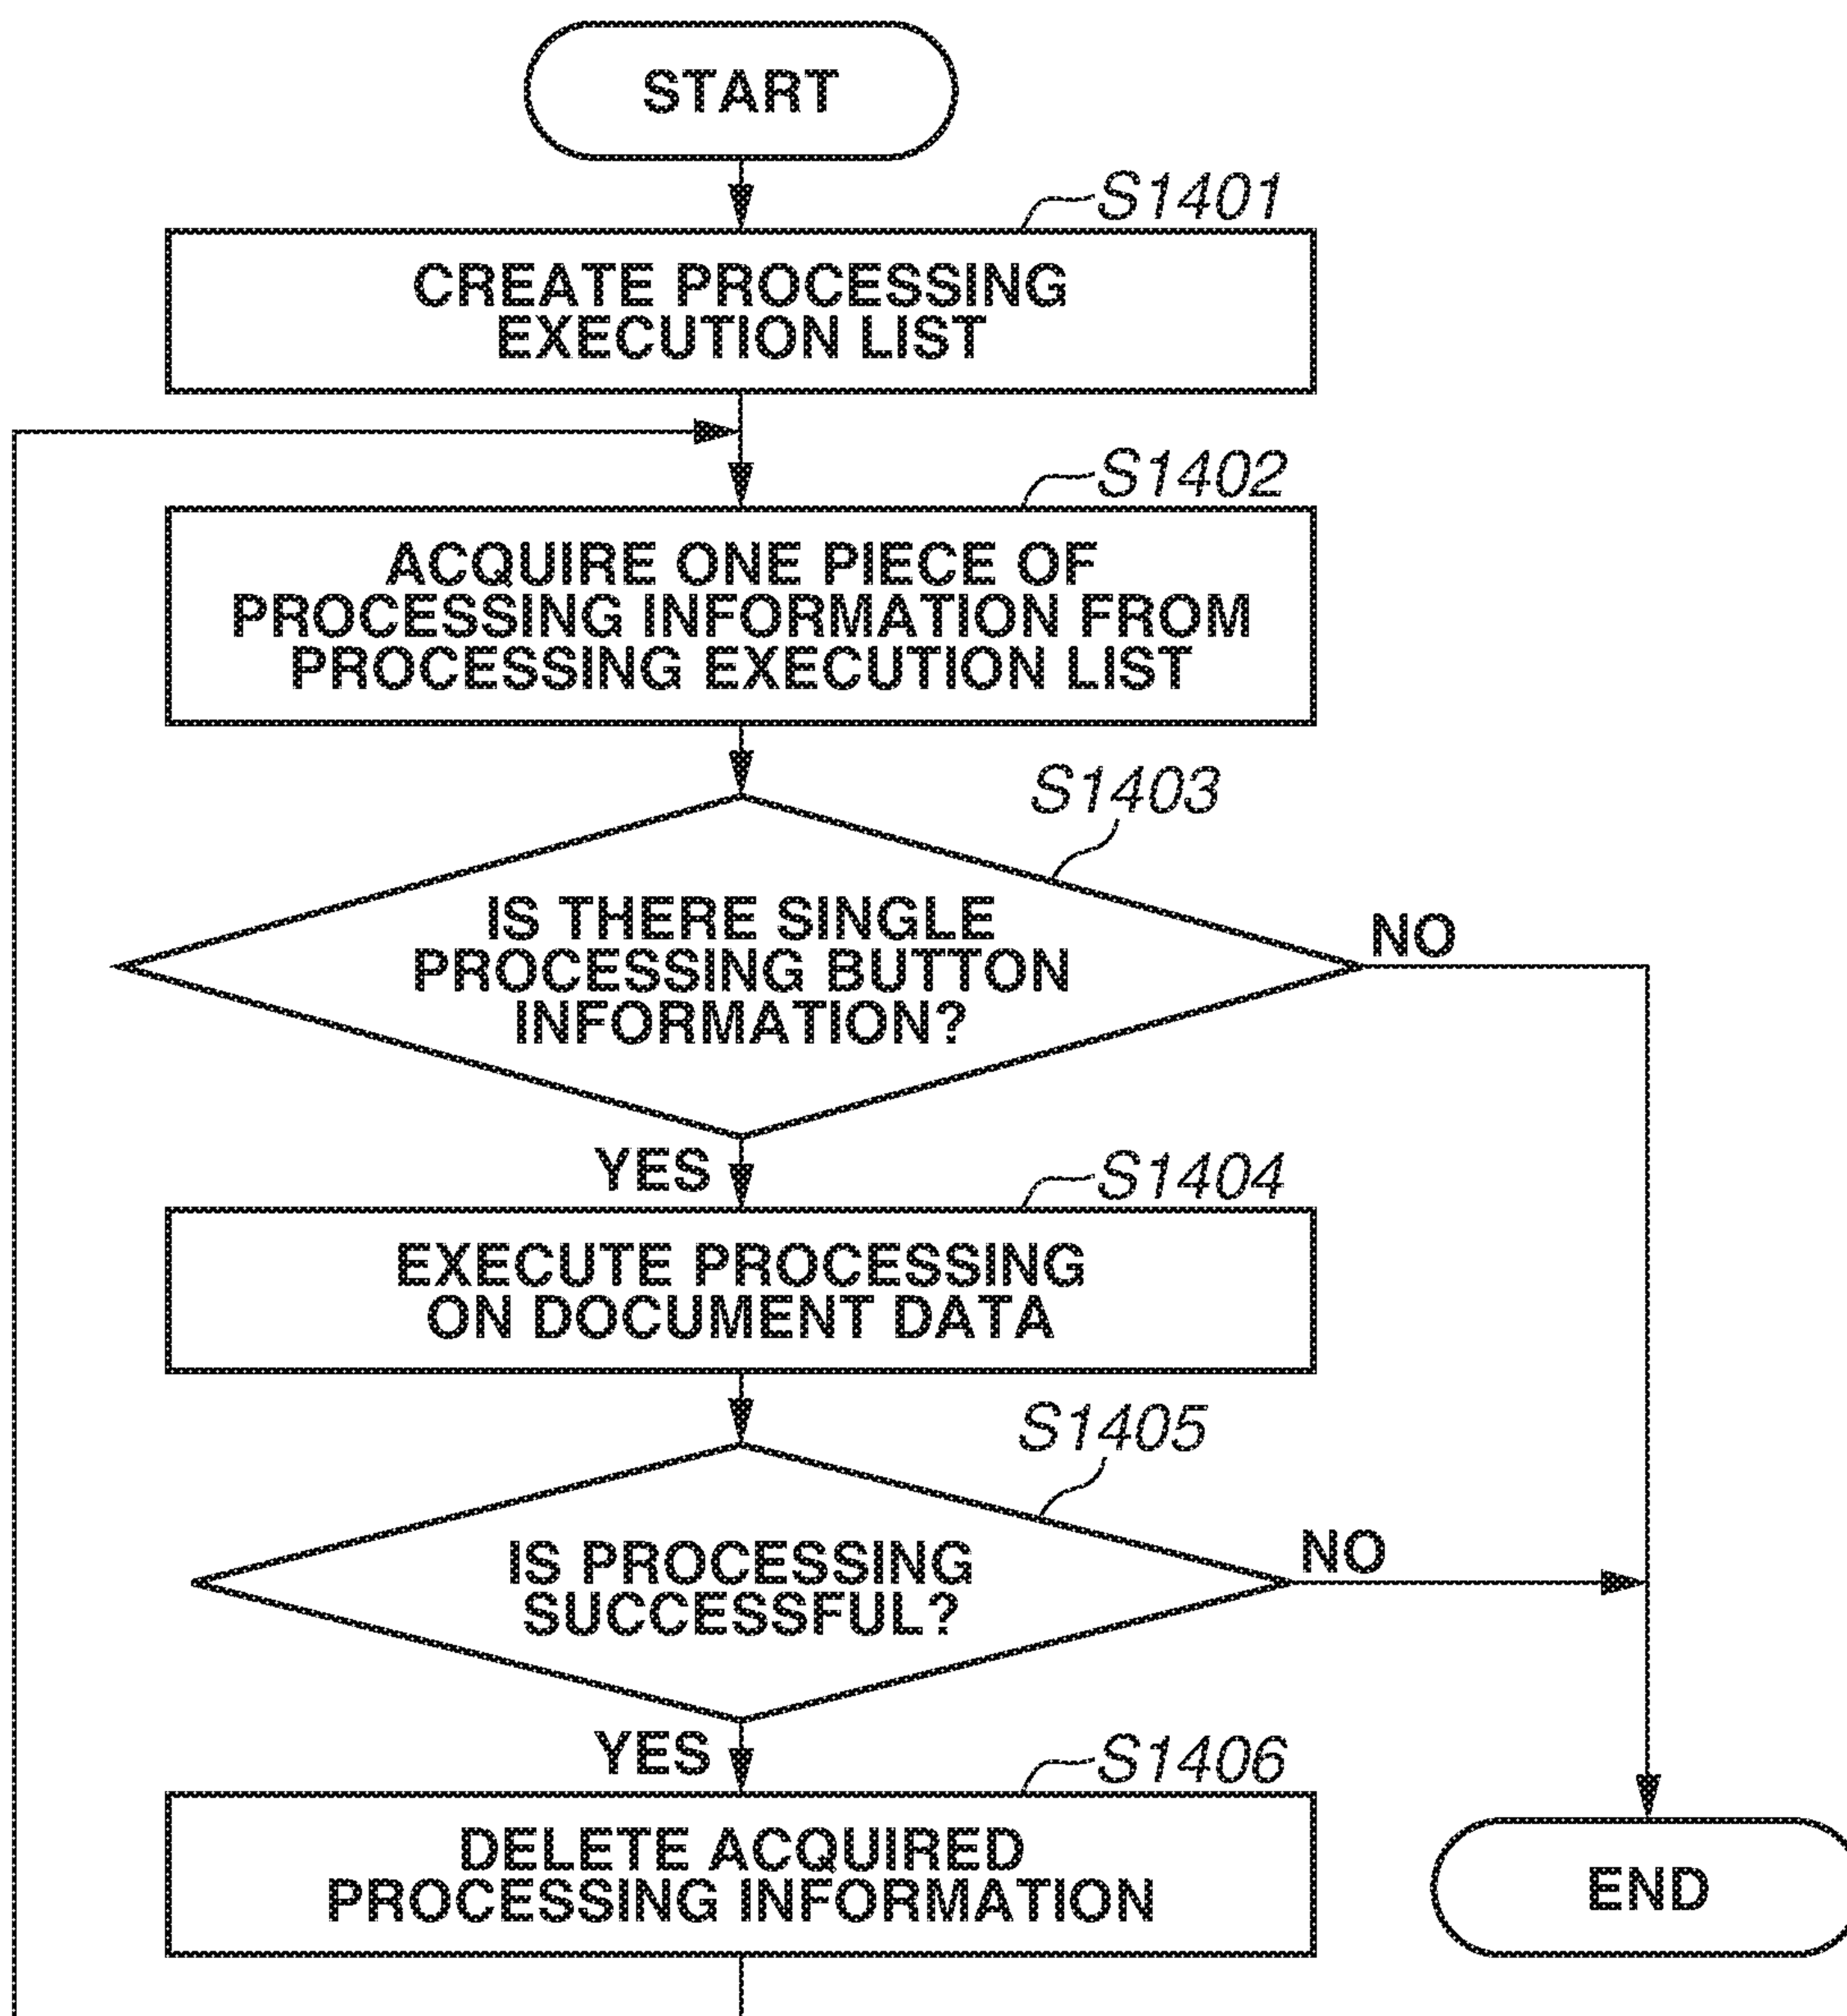 START
S1401
CREATE PROCESSING
EXECUTION LIST
S1402
ACQUIRE ONE PIECE OF
PROCESSING INFORMATION FROM
PROCESSING EXECUTION LIST
S1403
IS THERE SINGLE
PROCESSING BUTTON
INFORMATION?
NO
YES
S1404
EXECUTE PROCESSING
ON DOCUMENT DATA
S1405
IS PROCESSING
SUCCESSFUL?
NO
YES
S1406
DELETE ACQUIRED
PROCESSING INFORMATION
END